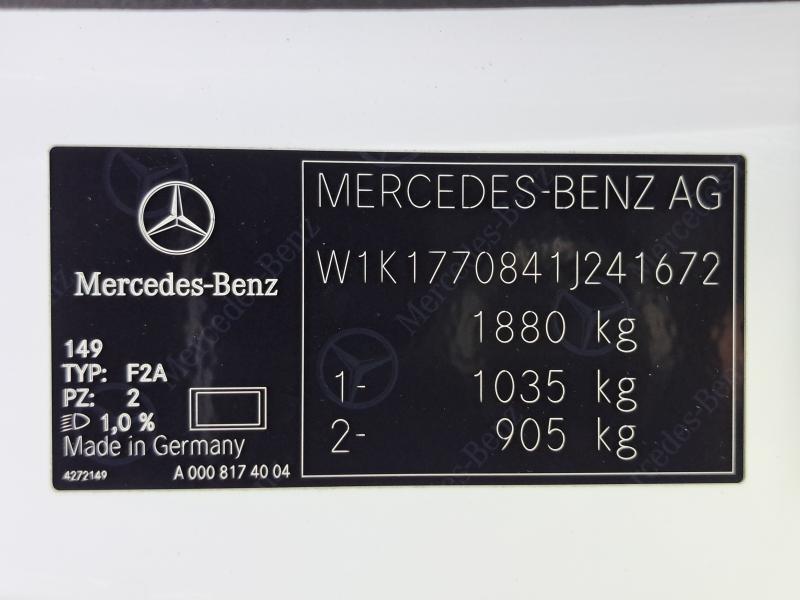 Mercedes-Benz
149
TYP: F2A
PZ: 2
1,0 %
Made in Germany
4272149 A 000 817 40 04
MERCEDES-BENZ AG
W1K1770841J241672
1880 kg
1- 1035 kg
2- 905 kg